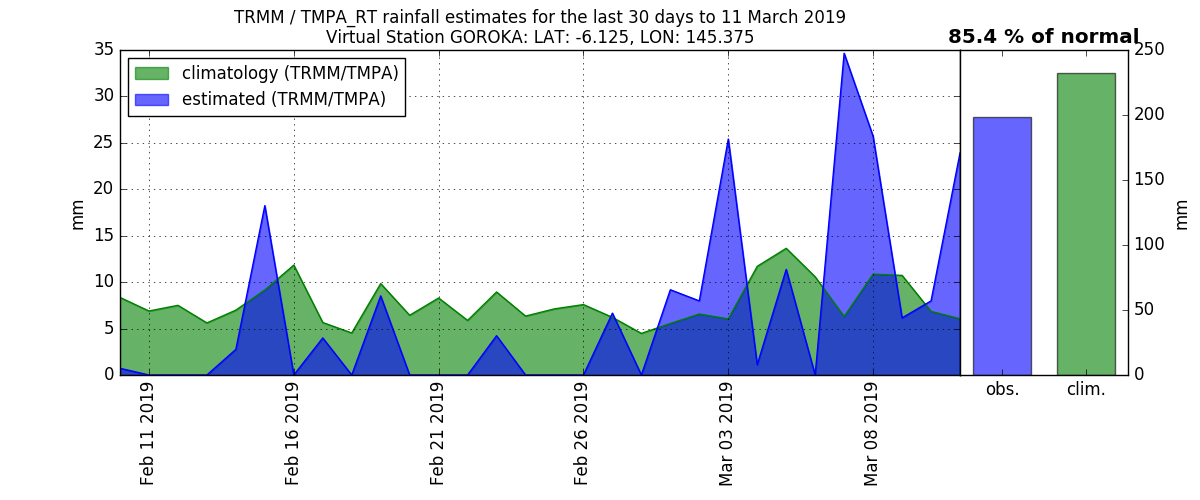 TRMM / TMPA_RT rainfall estimates for the last 30 days to 11 March 2019
Virtual Station GOROKA: LAT: -6.125, LON: 145.375
85.4 % of normal
climatology (TRMM/TMPA)
estimated (TRMM/TMPA)
35
30
25
20
15
10
5
0
mm
Feb 11 2019
Feb 16 2019
Feb 21 2019
Feb 26 2019
Mar 03 2019
Mar 08 2019
obs.
clim.
250
200
150
100
50
0
mm